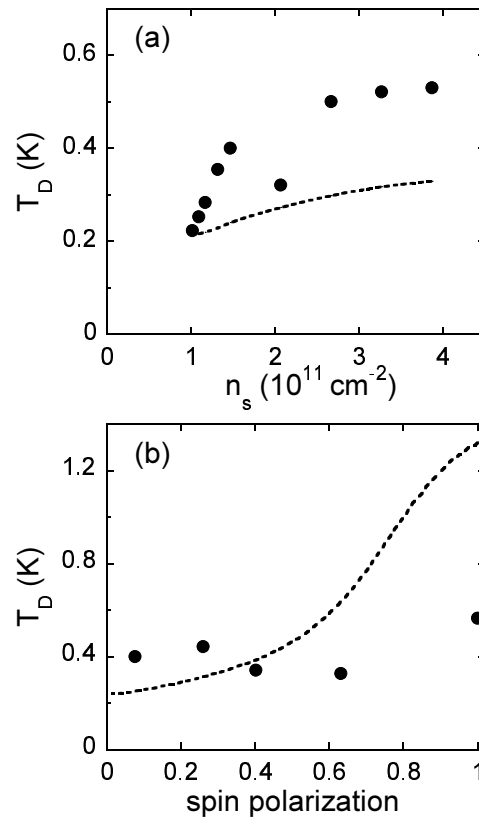 (a)
0.6
0.4
0.2
0
T_D (K)
0 1 2 3 4
n_s (10^11 cm^-2)
(b)
1.2
0.8
0.4
0
T_D (K)
0 0.2 0.4 0.6 0.8 1
spin polarization